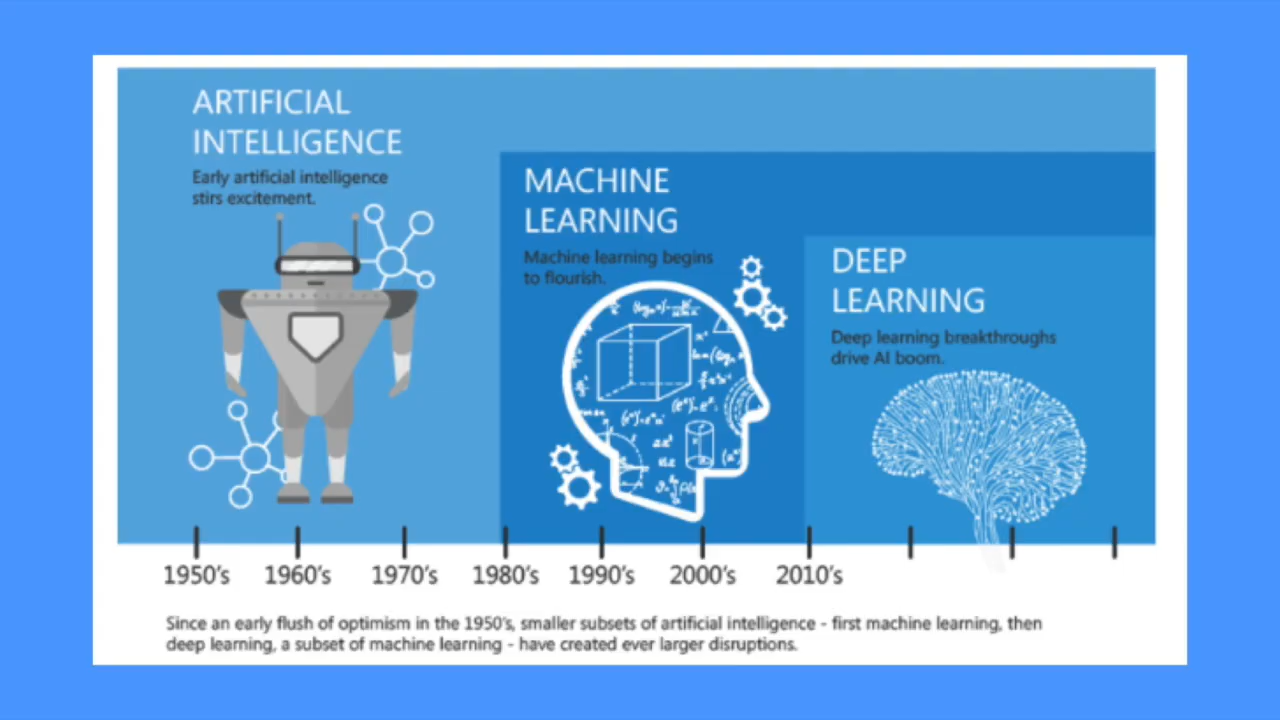 ARTIFICIAL
INTELLIGENCE
Early artificial intelligence
stirs excitement.
MACHINE
LEARNING
Machine learning begins
to flourish.
DEEP
LEARNING
Deep learning breakthroughs
drive AI boom.
1950's 1960's 1970's 1980's 1990's 2000's 2010's
Since an early flush of optimism in the 1950's, smaller subsets of artificial intelligence - first machine learning, then
deep learning, a subset of machine learning - have created ever larger disruptions.